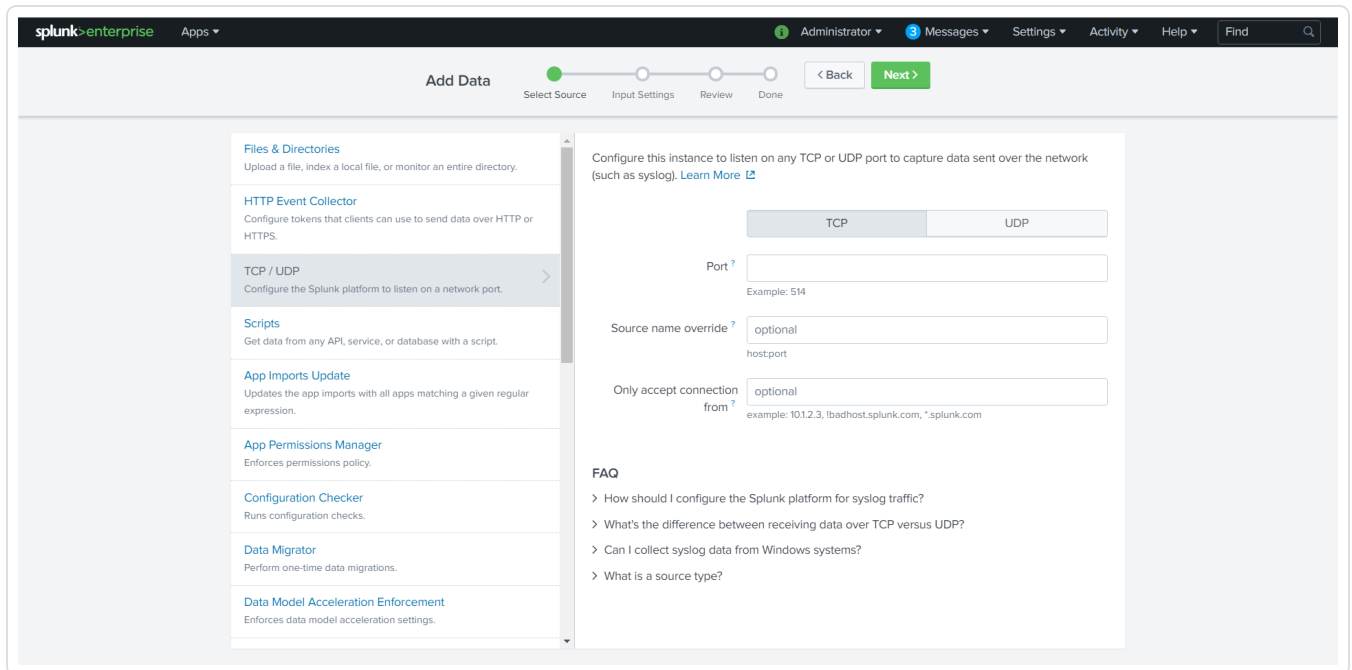 splunk>enterprise Apps ▾ i Administrator ▾ 3 Messages ▾ Settings ▾ Activity ▾ Help ▾ Find
Add Data
Select Source Input Settings Review Done
< Back Next >
Files & Directories
Upload a file, index a local file, or monitor an entire directory.
HTTP Event Collector
Configure tokens that clients can use to send data over HTTP or
HTTPS.
TCP / UDP
Configure the Splunk platform to listen on a network port.
Scripts
Get data from any API, service, or database with a script.
App Imports Update
Updates the app imports with all apps matching a given regular
expression.
App Permissions Manager
Enforces permissions policy.
Configuration Checker
Runs configuration checks.
Data Migrator
Perform one-time data migrations.
Data Model Acceleration Enforcement
Enforces data model acceleration settings.
Configure this instance to listen on any TCP or UDP port to capture data sent over the network
(such as syslog). Learn More
TCP UDP
Port ?
Example: 514
Source name override ? optional
host:port
Only accept connection
from ? optional
example: 10.1.2.3, !badhost.splunk.com, *.splunk.com
FAQ
> How should I configure the Splunk platform for syslog traffic?
> What's the difference between receiving data over TCP versus UDP?
> Can I collect syslog data from Windows systems?
> What is a source type?